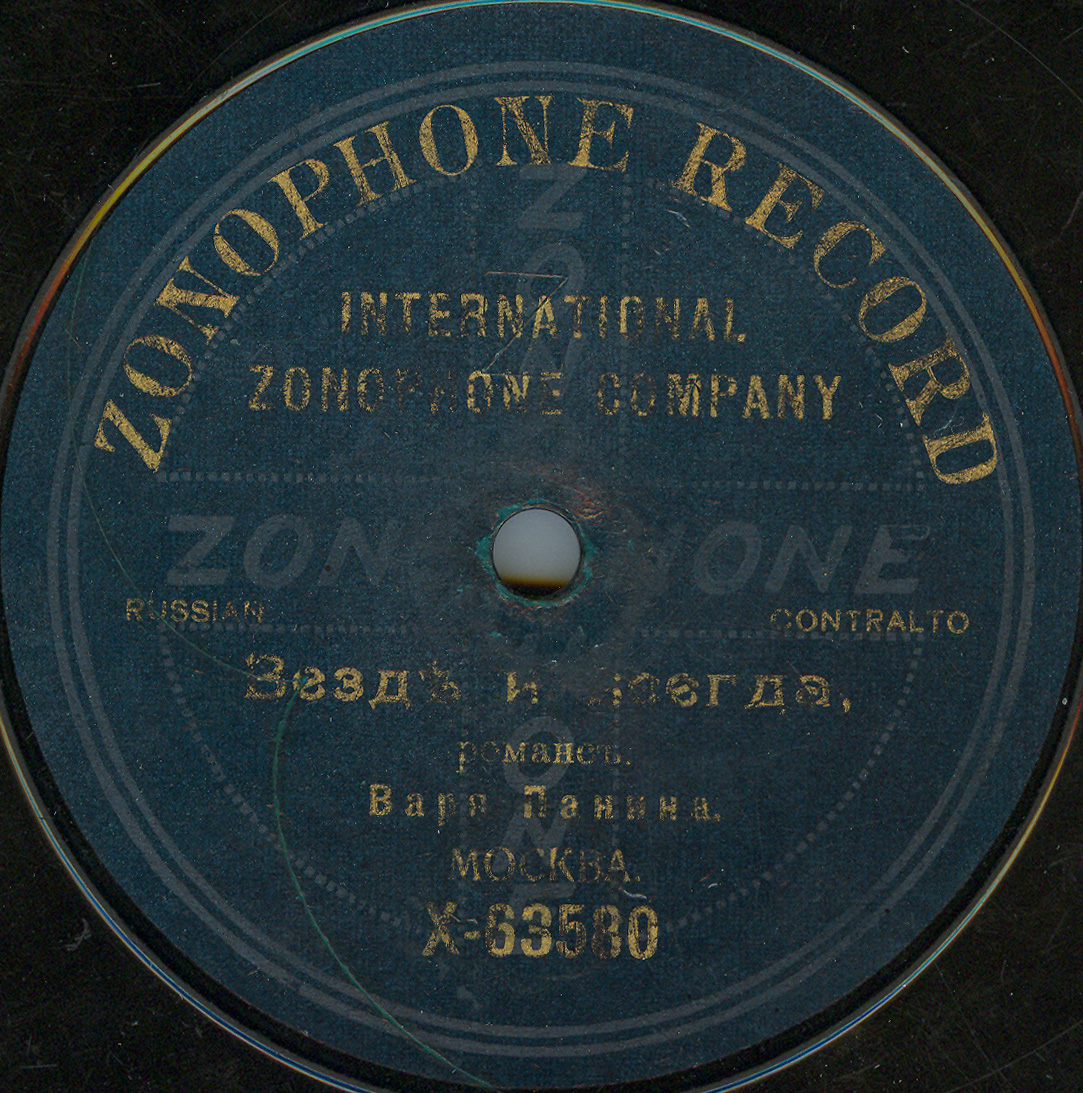 ZONOPHONE RECORD
INTERNATIONAL
ZONOPHONE COMPANY
ZONOPHONE
RUSSIAN CONTRALTO
Вездѣ и всегда,
романсъ.
Варя Панина.
МОСКВА.
X-63580